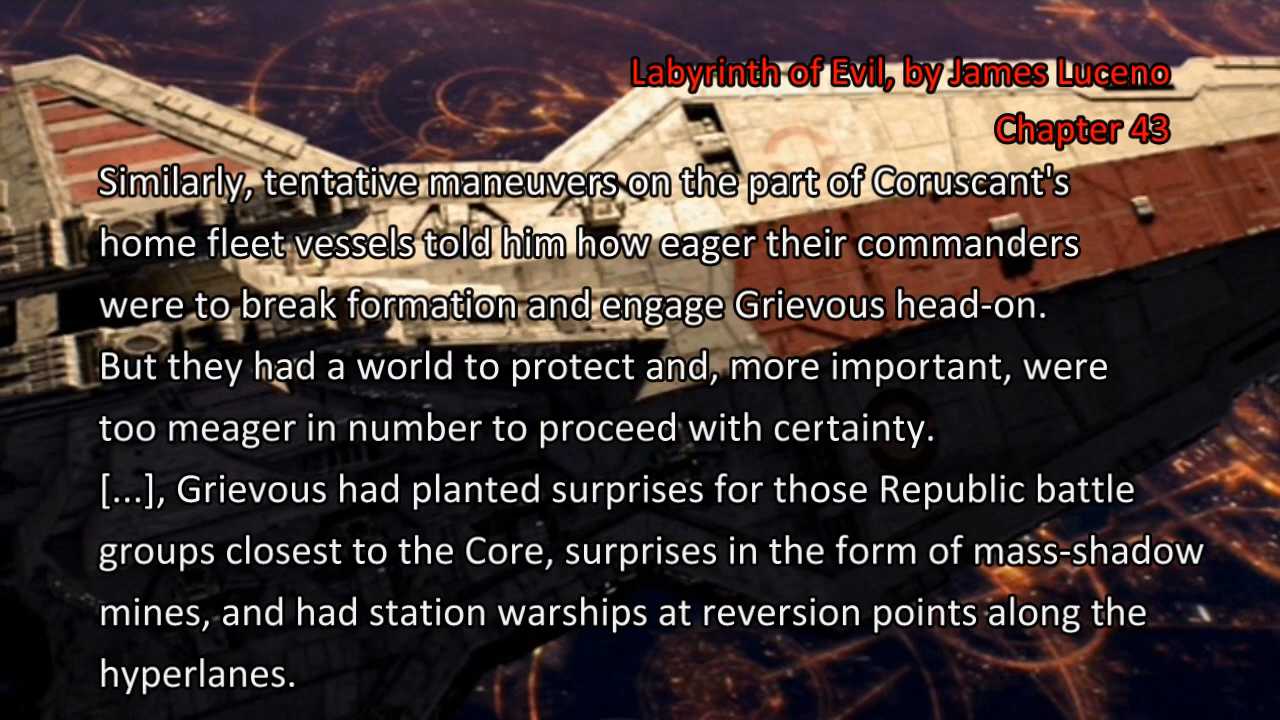 Labyrinth of Evil, by James Luceno
Chapter 43
Similarly, tentative maneuvers on the part of Coruscant's
home fleet vessels told him how eager their commanders
were to break formation and engage Grievous head-on.
But they had a world to protect and, more important, were
too meager in number to proceed with certainty.
[...], Grievous had planted surprises for those Republic battle
groups closest to the Core, surprises in the form of mass-shadow
mines, and had station warships at reversion points along the
hyperlanes.